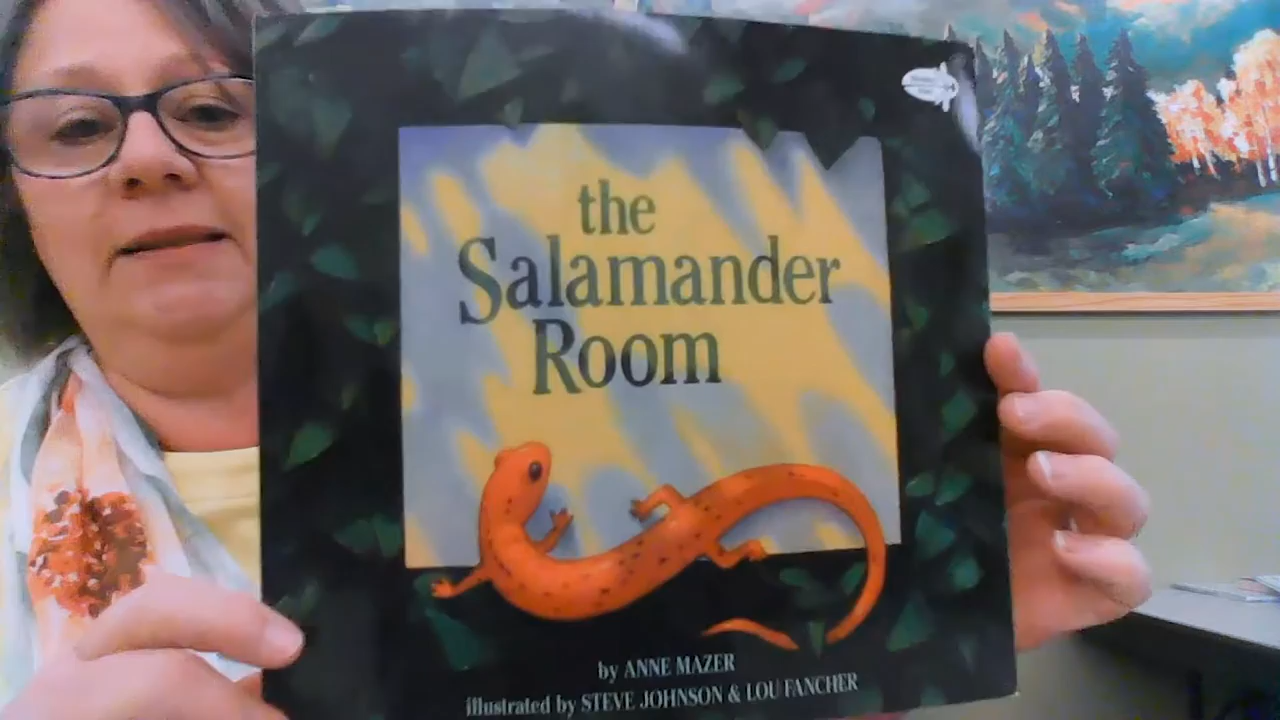 the
Salamander
Room
by ANNE MAZER
illustrated by STEVE JOHNSON & LOU FANCHER